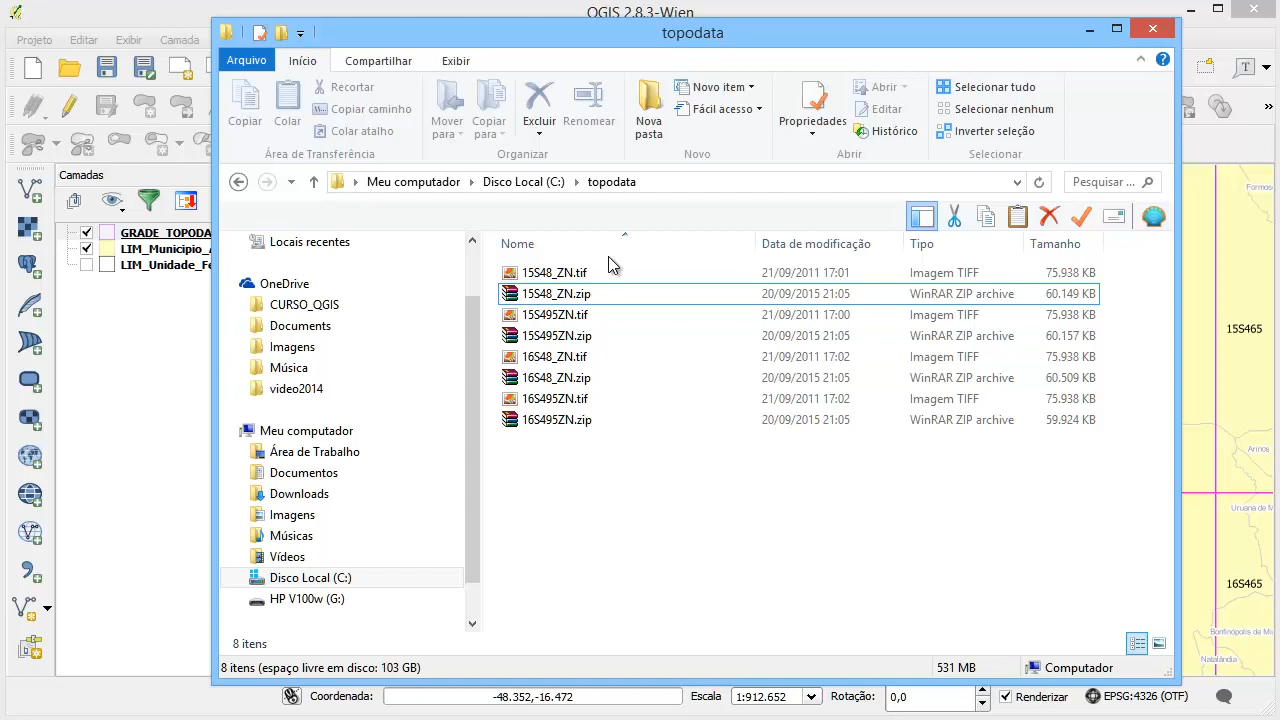 QGIS 2.8.3-Wien
topodata
Projeto Editar Exibir Camada
Arquivo Início Compartilhar Exibir
Copiar Colar Recortar Copiar caminho Colar atalho
Mover para Copiar para Excluir Renomear
Nova pasta Novo item Fácil acesso
Propriedades Abrir Editar Histórico
Selecionar tudo Selecionar nenhum Inverter seleção
Área de Transferência Organizar Novo Abrir Selecionar
Meu computador Disco Local (C:) topodata Pesquisar ...
Camadas
GRADE_TOPODA
LIM_Municipio_A
LIM_Unidade_Fe
Locais recentes
OneDrive
CURSO_QGIS
Documents
Imagens
Música
video2014
Meu computador
Área de Trabalho
Documentos
Downloads
Imagens
Músicas
Vídeos
Disco Local (C:)
HP V100w (G:)
Nome Data de modificação Tipo Tamanho
15S48_ZN.tif 21/09/2011 17:01 Imagem TIFF 75.938 KB
15S48_ZN.zip 20/09/2015 21:05 WinRAR ZIP archive 60.149 KB
15S495ZN.tif 21/09/2011 17:00 Imagem TIFF 75.938 KB
15S495ZN.zip 20/09/2015 21:05 WinRAR ZIP archive 60.157 KB
16S48_ZN.tif 21/09/2011 17:02 Imagem TIFF 75.938 KB
16S48_ZN.zip 20/09/2015 21:05 WinRAR ZIP archive 60.509 KB
16S495ZN.tif 21/09/2011 17:02 Imagem TIFF 75.938 KB
16S495ZN.zip 20/09/2015 21:05 WinRAR ZIP archive 59.924 KB
Formos
15S465
Arinos
Uruana de M
16S465
Bonfinópolis de Mi
Natalândia
8 itens
8 itens (espaço livre em disco: 103 GB) 531 MB Computador
Coordenada: -48.352,-16.472 Escala 1:912.652 Rotação: 0,0 Renderizar EPSG:4326 (OTF)